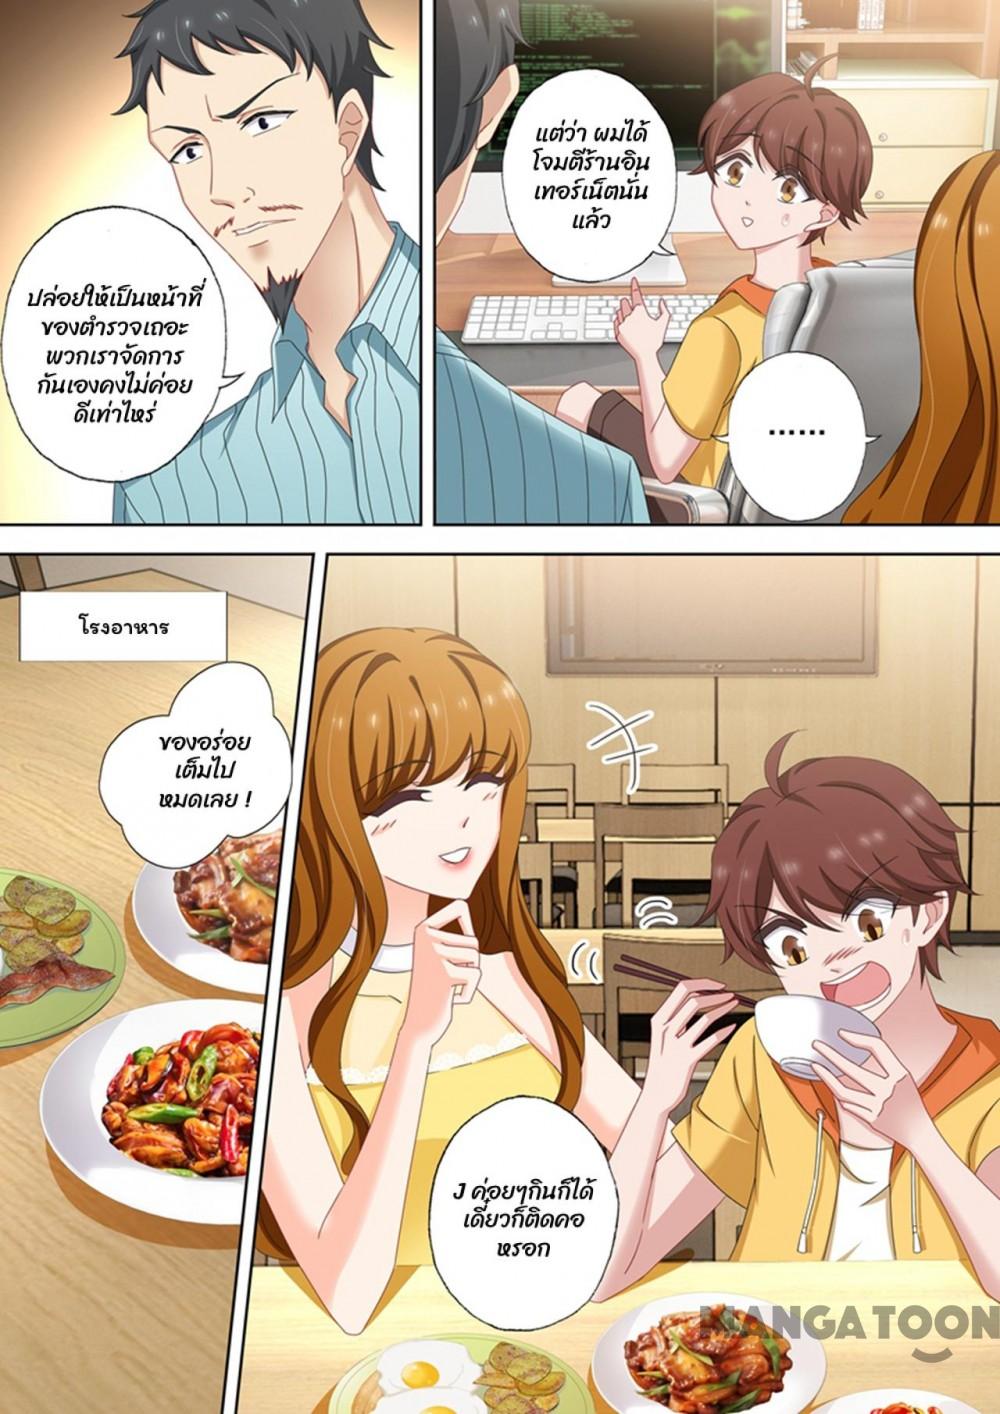 ปล่อยให้เป็นหน้าที่
ของตำรวจเถอะ
พวกเราจัดการ
กันเองคงไม่ค่อย
ดีเท่าไหร่
แต่ว่า ผมได้
โจมตีร้านอิน
เทอร์เน็ตนั่น
แล้ว
......
โรงอาหาร
ของอร่อย
เต็มไป
หมดเลย !
J ค่อยๆกินก็ได้
เดี๋ยวก็ติดคอ
หรอก
MANGATOON